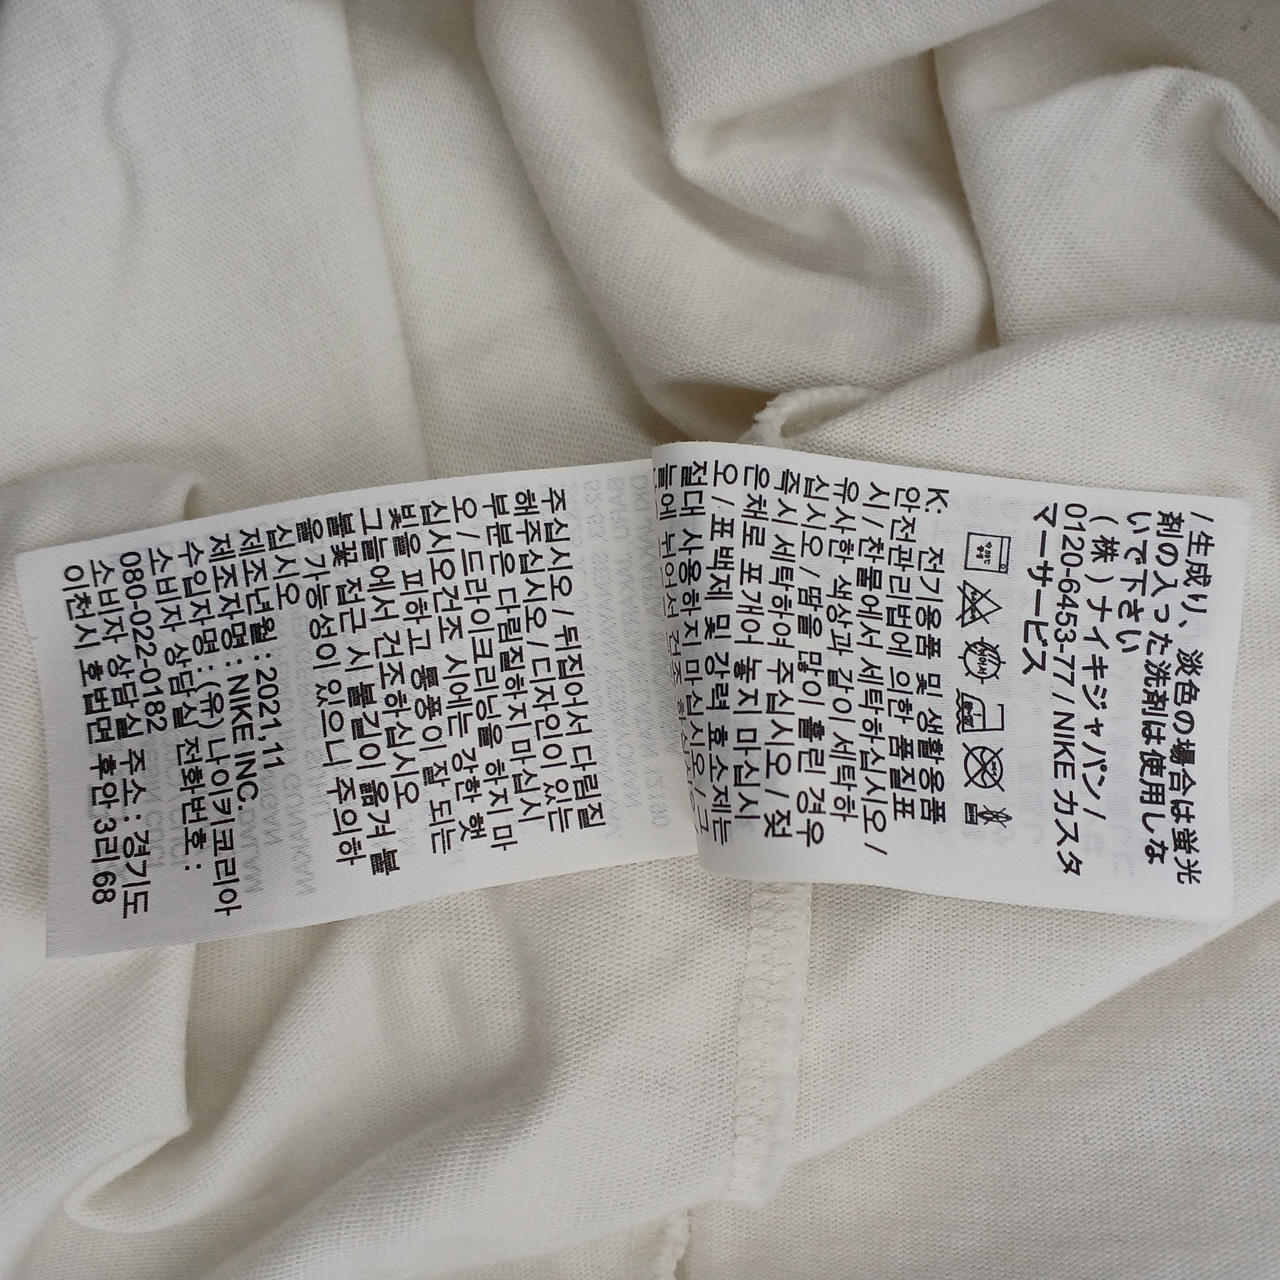 /生成り、淡色の場合は蛍光
剤の入った洗剤は使用しな
いで下さい
(株)ナイキジャパン/
0120-6453-77 / NIKE カスタ
マーサービス
K: 전기용품 및 생활용품
안전관리법에 의한 품질표
시 / 찬물에서 세탁하십시오 /
유사한 색상과 같이 세탁하
십시오 / 땀을 많이 흘린 경우
즉시 세탁하여 주십시오 / 젖
은채로 포개어 놓지 마십시
오 / 표백제 및 강력 효소제는
절대 사용하지 마십시오 / 그
늘에 뉘어서 건조
주십시오 / 뒤집어서 다림질
해주십시오 / 디자인이 있는
부분은 다림질하지 마십시
오 / 드라이크리닝을 하지 마
십시오건조 시에는 강한 햇
빛을 피하고 통풍이 잘 되는
그늘에서 건조하십시오
불꽃 접근 시 불길이 옮겨 붙
을 가능성이 있으니 주의하
십시오
제조년월 : 2021,11
제조자명 : NIKE INC.
수입자명 : (유)나이키코리아
소비자 상담실 전화번호 :
080-022-0182
소비자 상담실 주소 : 경기도
이천시 호법면 후안3리 68